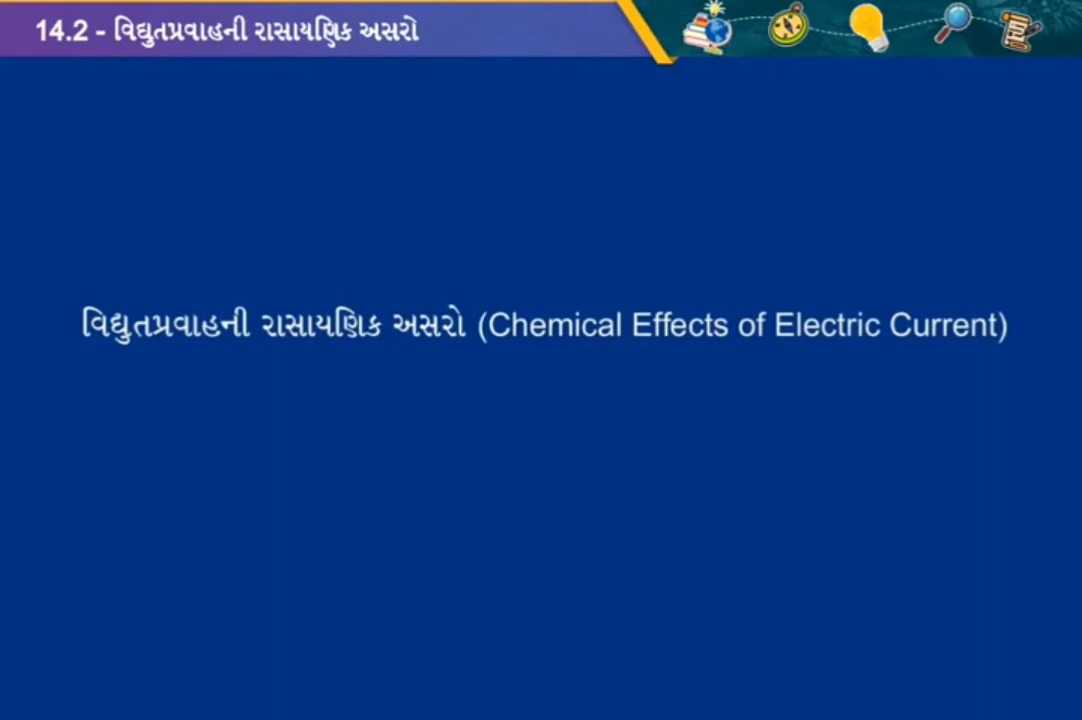 14.2 - વિદ્યુતપ્રવાહની રાસાયણિક અસરો
વિદ્યુતપ્રવાહની રાસાયણિક અસરો (Chemical Effects of Electric Current)